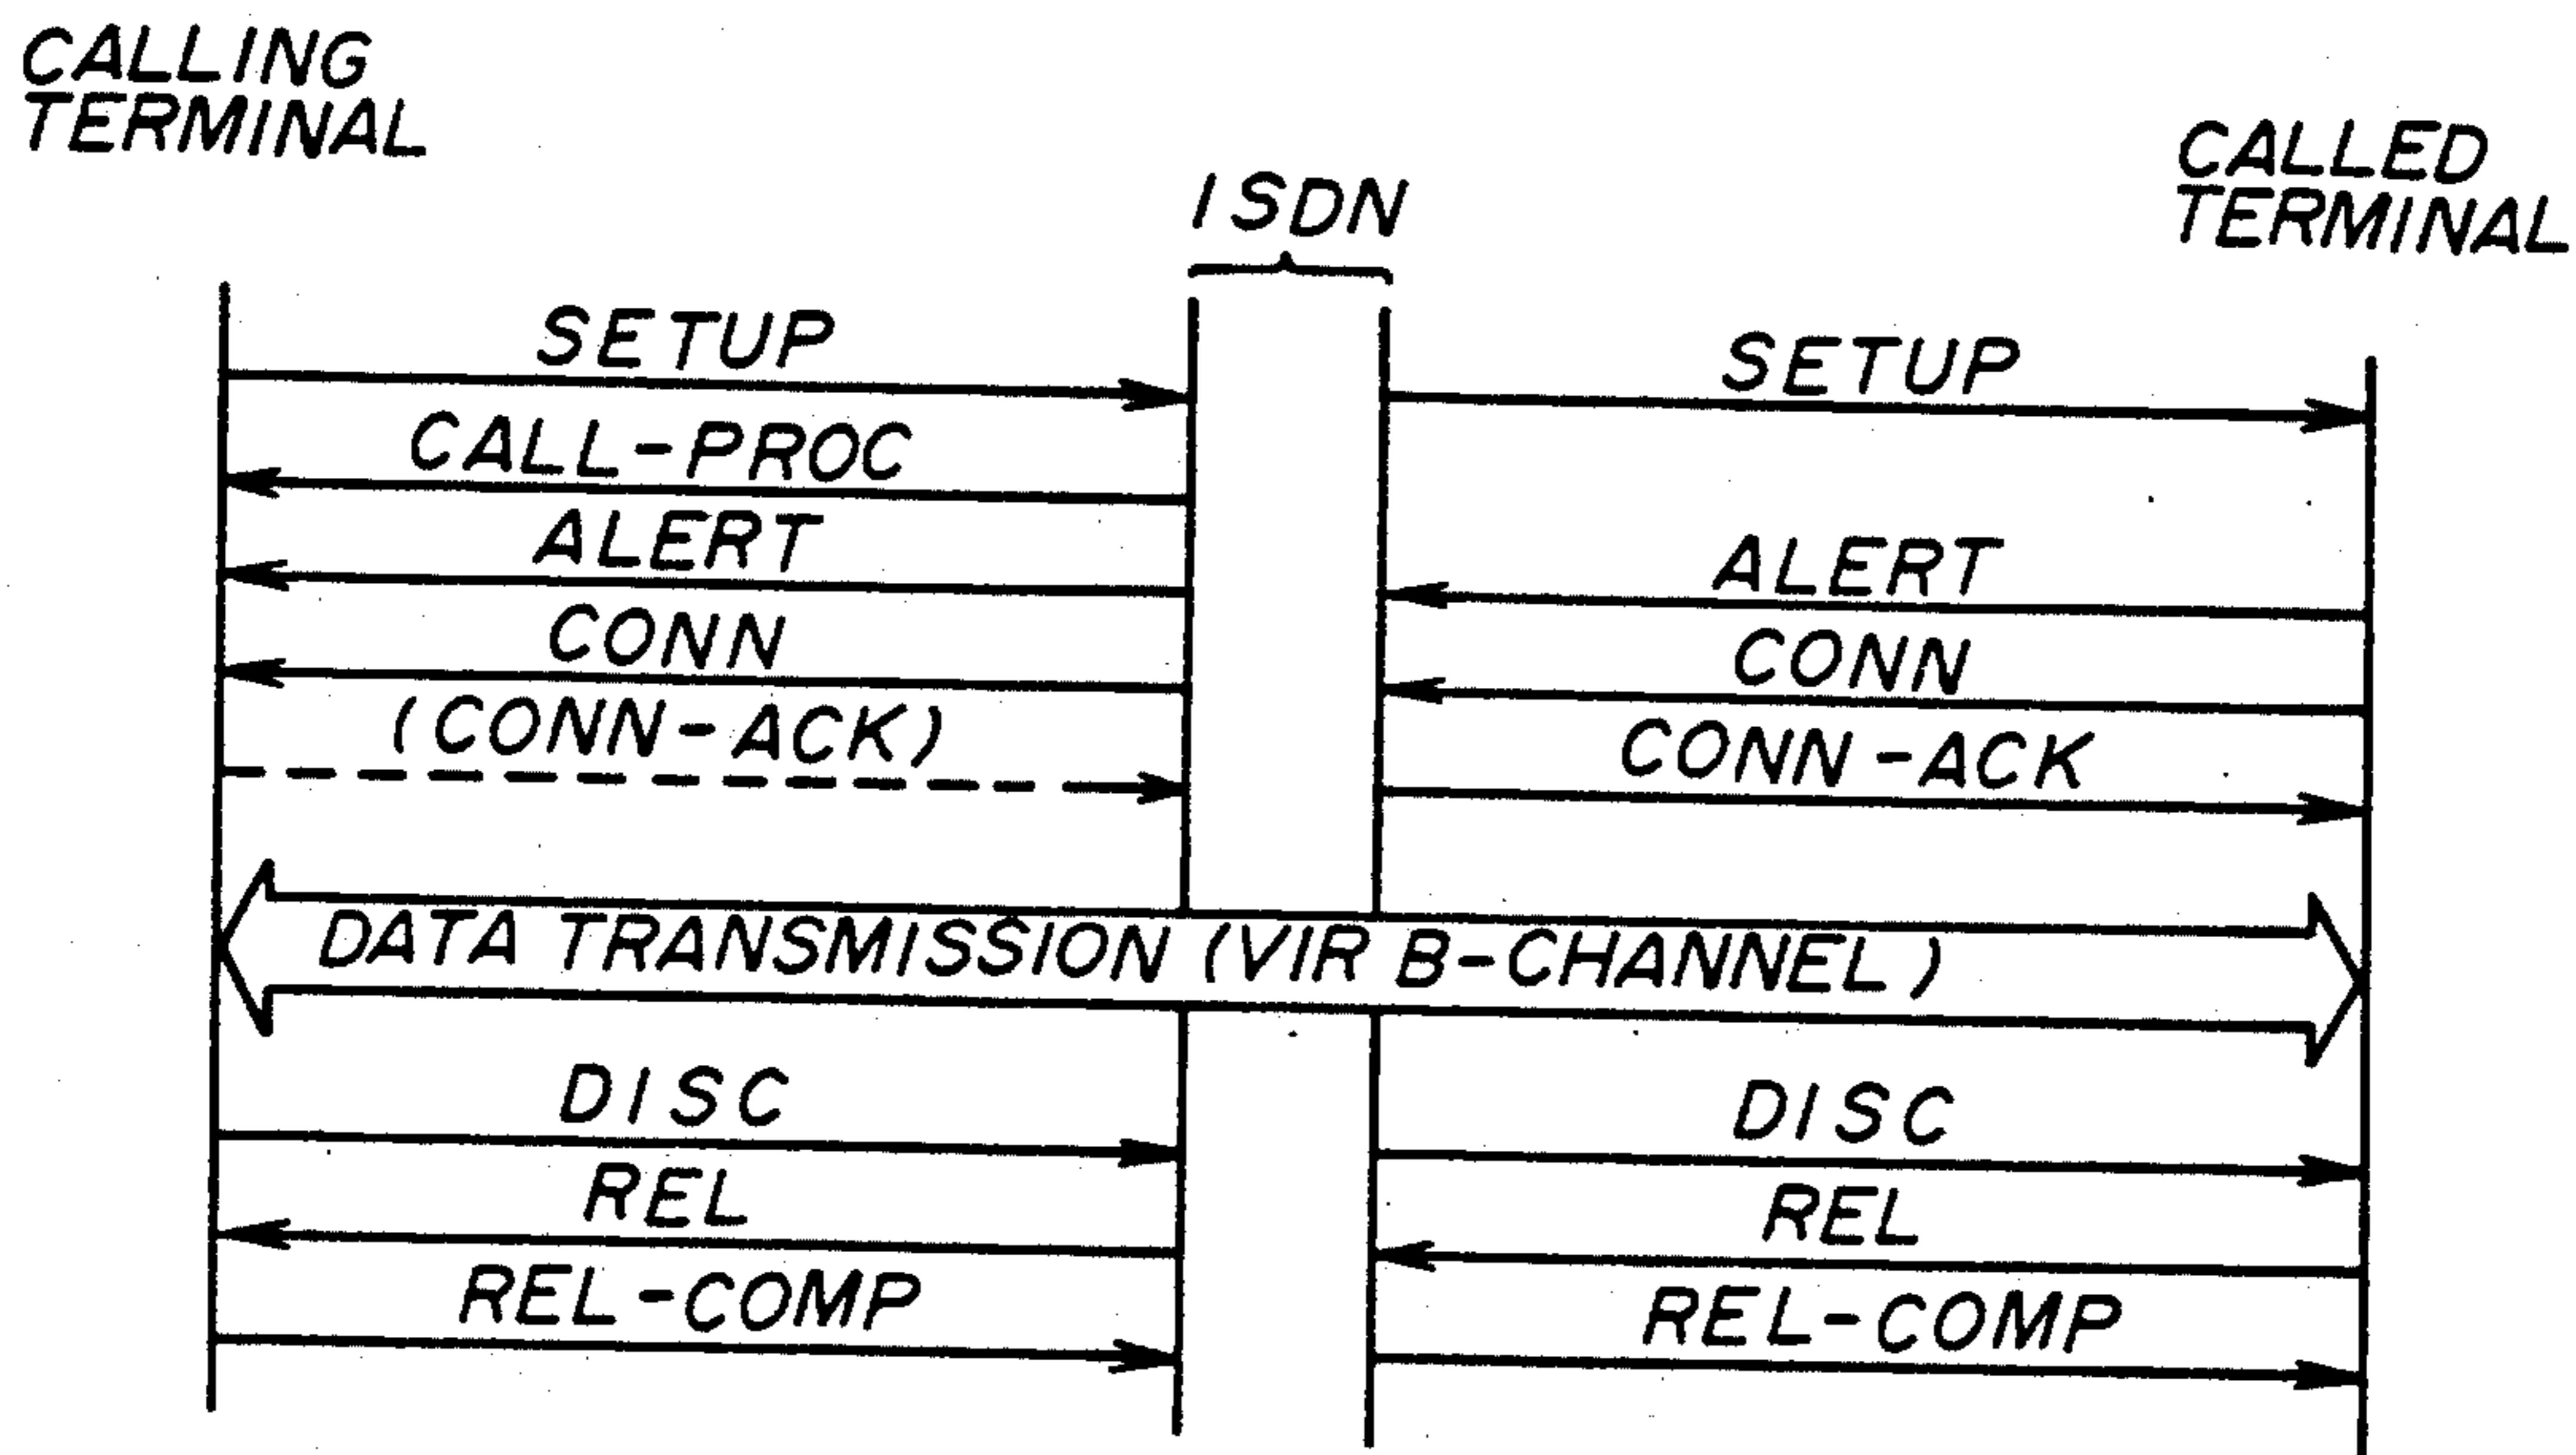 CALLING
TERMINAL
CALLED
TERMINAL
ISDN
SETUP
SETUP
CALL-PROC
ALERT
ALERT
CONN
CONN
(CONN-ACK)
CONN-ACK
DATA TRANSMISSION (VIR B-CHANNEL)
DISC
DISC
REL
REL
REL-COMP
REL-COMP